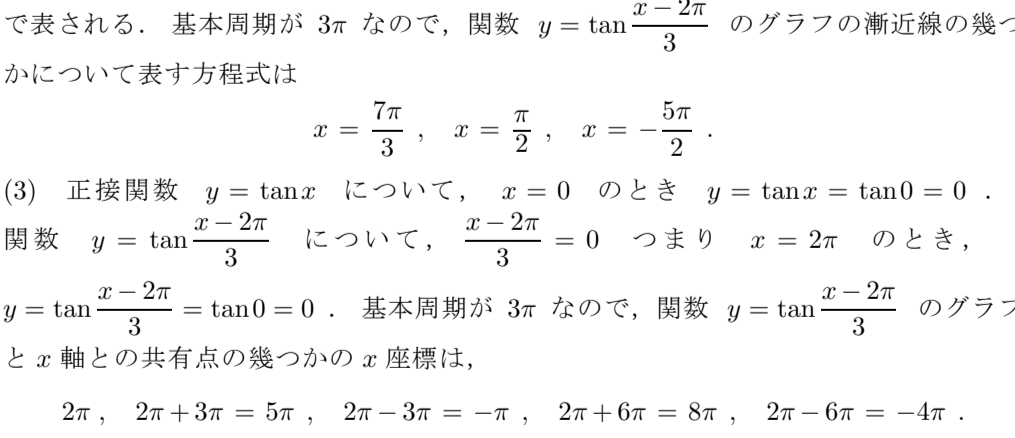 で表される． 基本周期が 3π なので，関数 y = tan (x − 2π)/3 のグラフの漸近線の幾つ
かについて表す方程式は
x = 7π/3 , x = π/2 , x = −5π/2 .
(3) 正接関数 y = tan x について， x = 0 のとき y = tan x = tan 0 = 0 .
関数 y = tan (x − 2π)/3 について， (x − 2π)/3 = 0 つまり x = 2π のとき，
y = tan (x − 2π)/3 = tan 0 = 0 . 基本周期が 3π なので，関数 y = tan (x − 2π)/3 のグラフ
と x 軸との共有点の幾つかの x 座標は，
2π , 2π + 3π = 5π , 2π − 3π = −π , 2π + 6π = 8π , 2π − 6π = −4π .